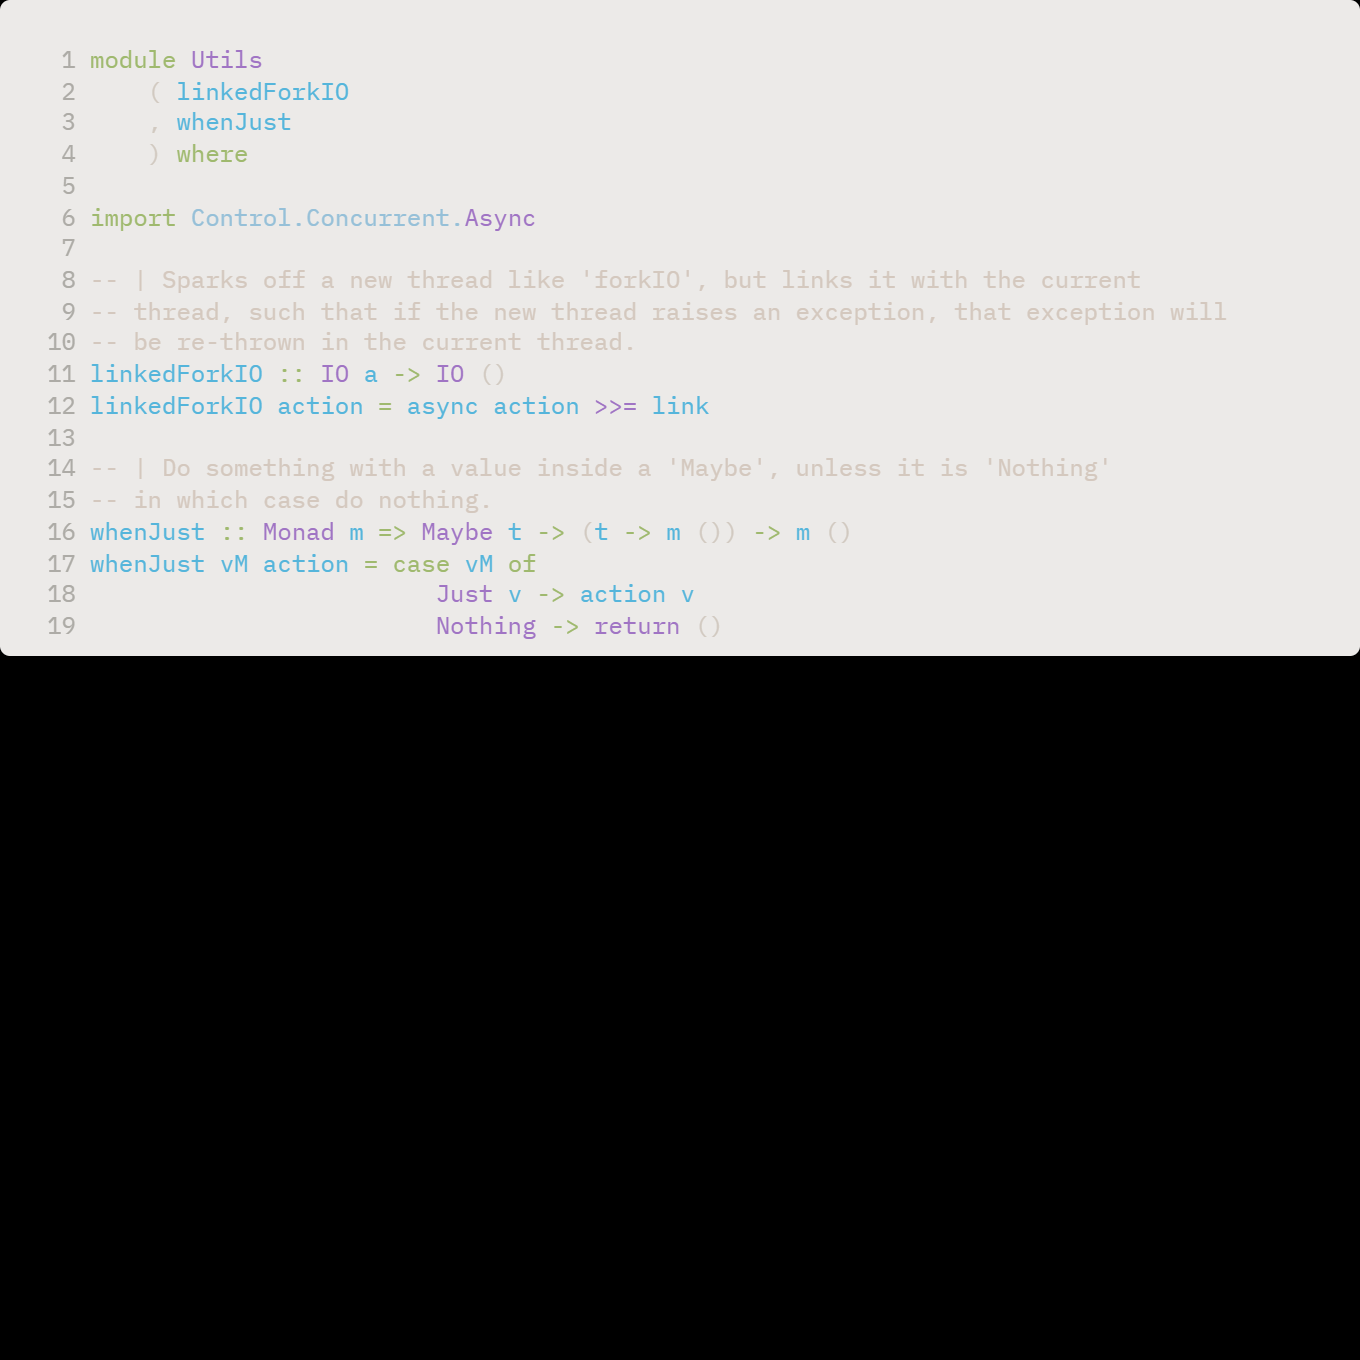 1 module Utils
2     ( linkedForkIO
3     , whenJust
4     ) where
5
6 import Control.Concurrent.Async
7
8 -- | Sparks off a new thread like 'forkIO', but links it with the current
9 -- thread, such that if the new thread raises an exception, that exception will
10 -- be re-thrown in the current thread.
11 linkedForkIO :: IO a -> IO ()
12 linkedForkIO action = async action >>= link
13
14 -- | Do something with a value inside a 'Maybe', unless it is 'Nothing'
15 -- in which case do nothing.
16 whenJust :: Monad m => Maybe t -> (t -> m ()) -> m ()
17 whenJust vM action = case vM of
18                         Just v -> action v
19                         Nothing -> return ()